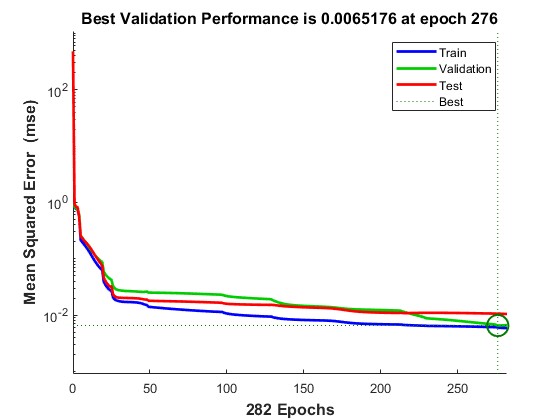 Best Validation Performance is 0.0065176 at epoch 276
Mean Squared Error (mse)
10^2
10^0
10^-2
Train
Validation
Test
Best
0 50 100 150 200 250
282 Epochs